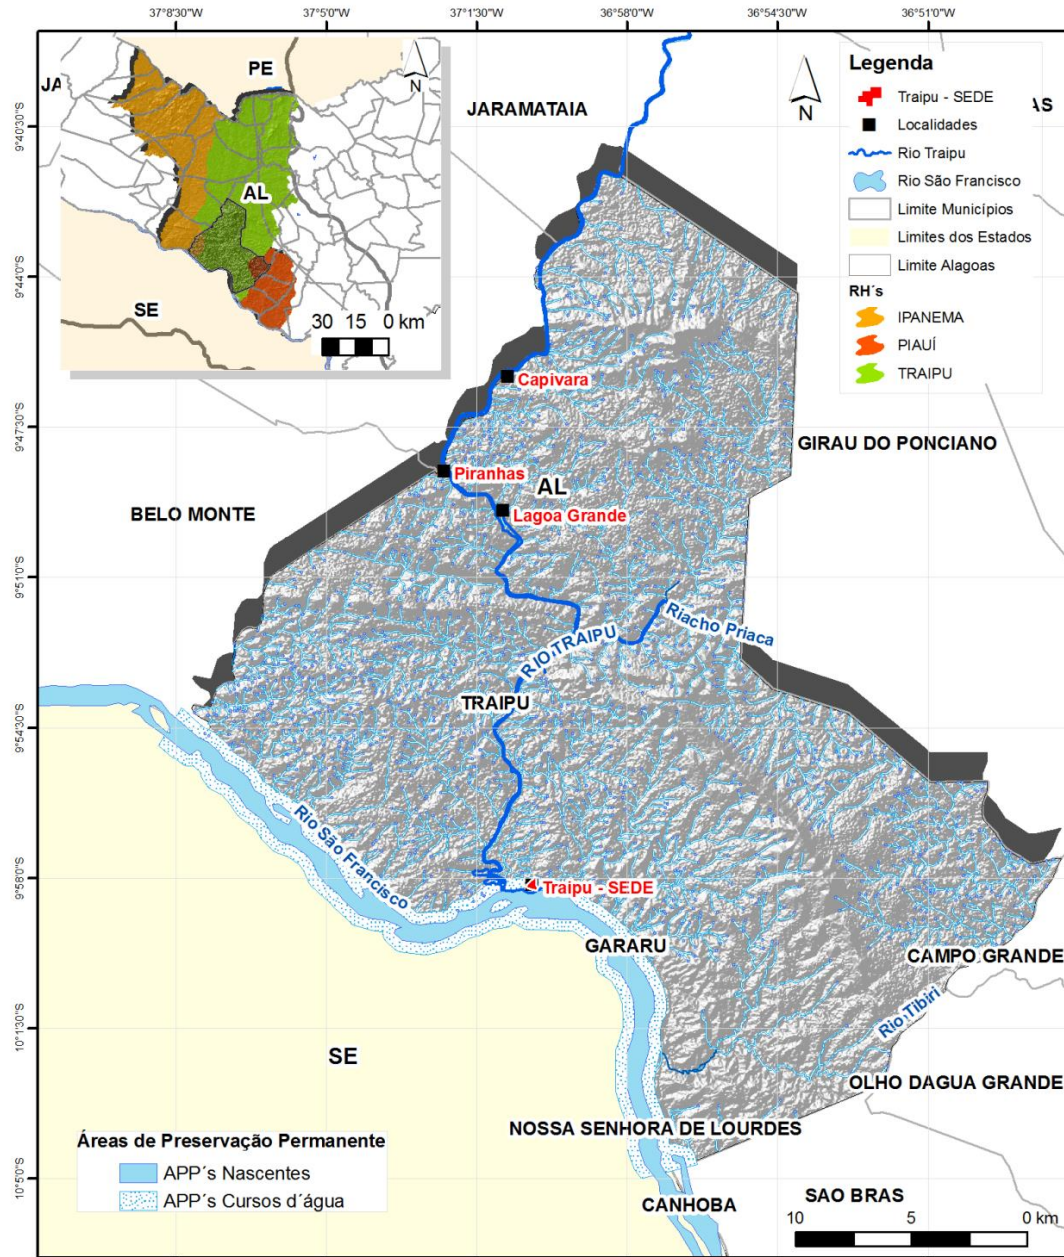 37°8'30"W
37°5'0"W
37°1'30"W
36°58'0"W
36°54'30"W
36°51'0"W
JA
PE
N
AL
SE
30 15 0 km
JARAMATAIA
N
Legenda
Traipu - SEDE
AS
Localidades
Rio Traipu
Rio São Francisco
Limite Municípios
Limites dos Estados
Limite Alagoas
RH´s
IPANEMA
PIAUÍ
TRAIPU
9°40'30"S
9°44'0"S
9°47'30"S
9°51'0"S
9°54'30"S
9°58'0"S
10°1'30"S
10°5'0"S
Capivara
GIRAU DO PONCIANO
Piranhas
AL
Lagoa Grande
BELO MONTE
Riacho Priaca
RIO TRAIPU
TRAIPU
Rio São Francisco
Traipu - SEDE
GARARU
CAMPO GRANDE
Rio Tibiri
SE
OLHO DAGUA GRANDE
NOSSA SENHORA DE LOURDES
Áreas de Preservação Permanente
APP´s Nascentes
APP´s Cursos d´água
CANHOBA
SAO BRAS
10 5 0 km